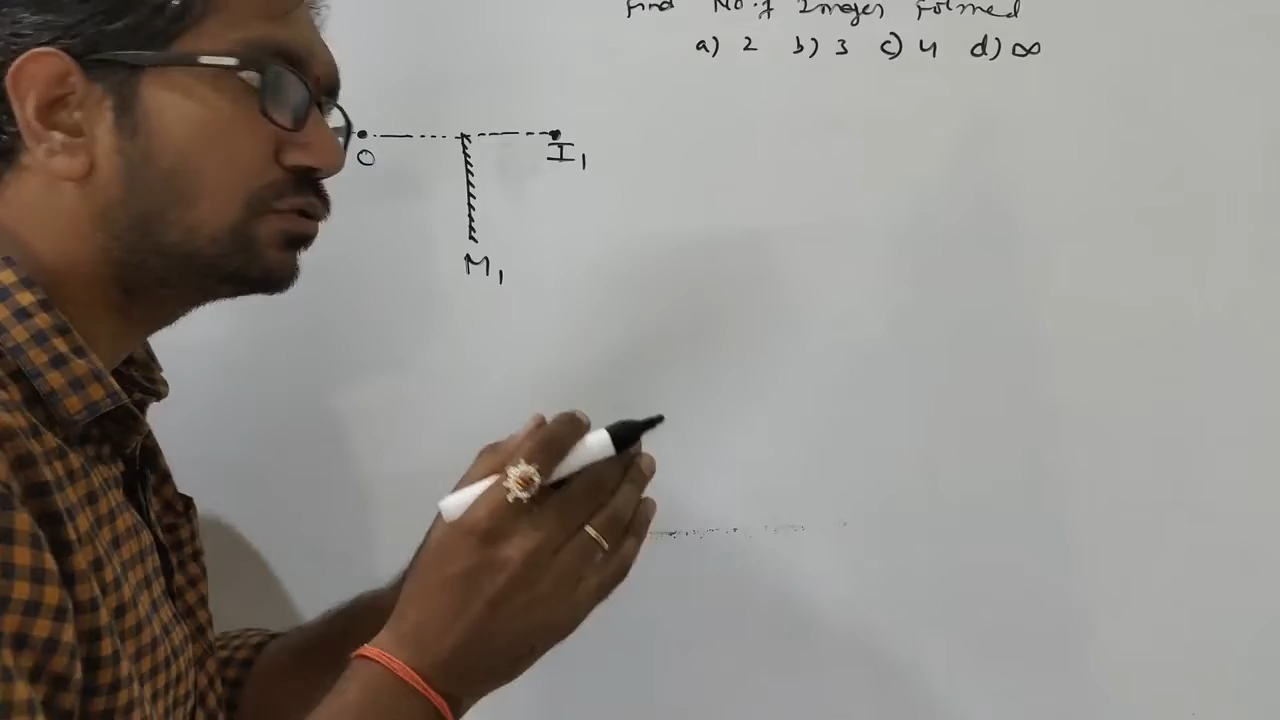 Find No. of Images Formed
a) 2 b) 3 c) 4 d) ∞
O I1
M1